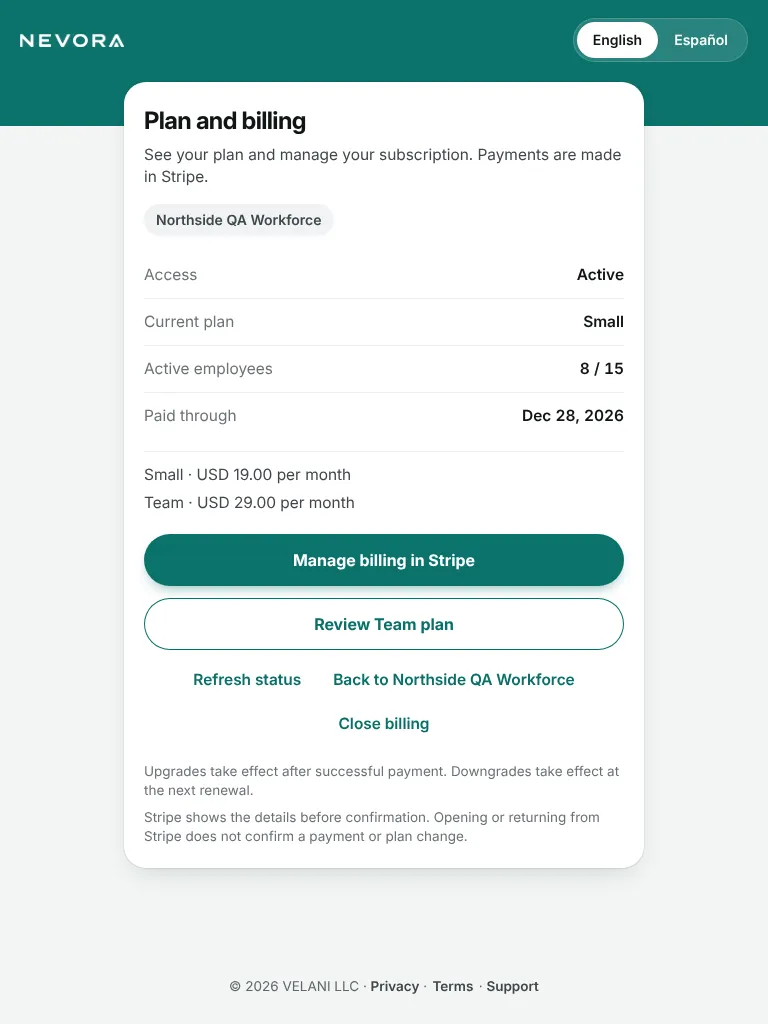 NEVORA
English
Español
Plan and billing
See your plan and manage your subscription. Payments are made
in Stripe.
Northside QA Workforce
Access
Active
Current plan
Small
Active employees
8 / 15
Paid through
Dec 28, 2026
Small · USD 19.00 per month
Team · USD 29.00 per month
Manage billing in Stripe
Review Team plan
Refresh status
Back to Northside QA Workforce
Close billing
Upgrades take effect after successful payment. Downgrades take effect at
the next renewal.
Stripe shows the details before confirmation. Opening or returning from
Stripe does not confirm a payment or plan change.
© 2026 VELANI LLC · Privacy · Terms · Support